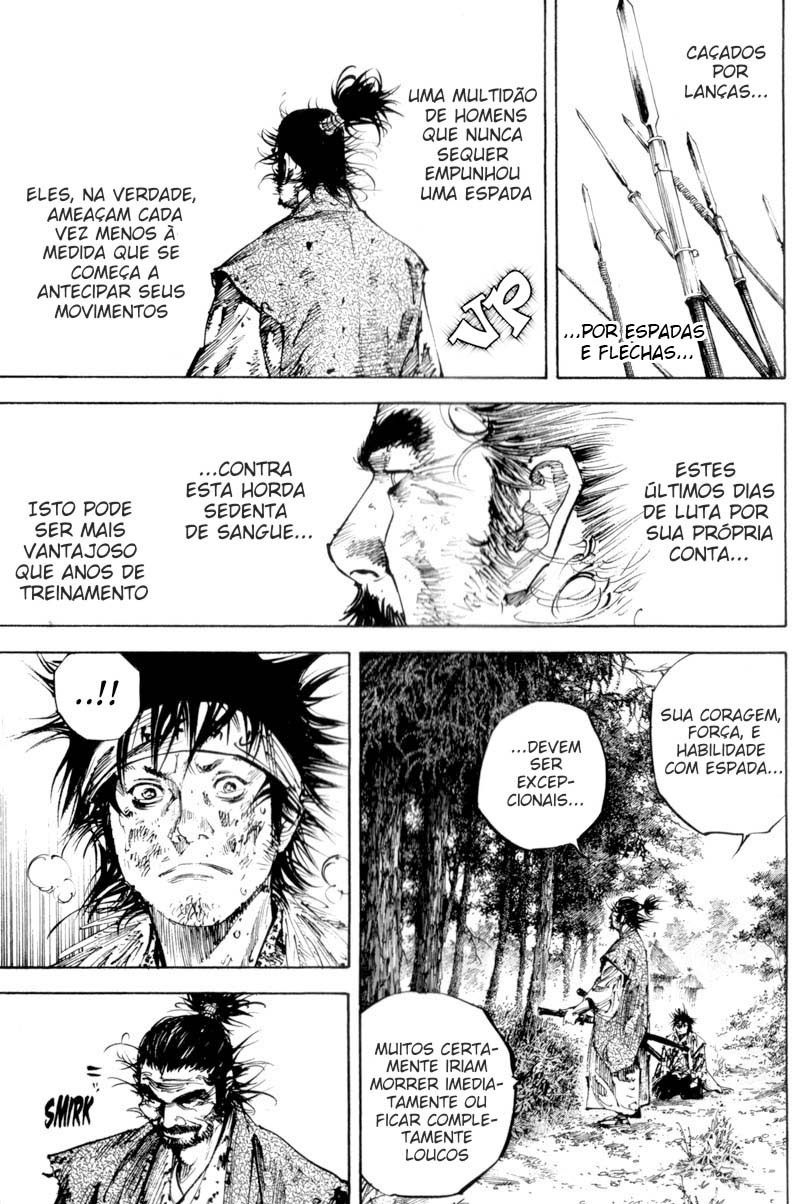 CAÇADOS
POR
LANÇAS...
...POR ESPADAS
E FLECHAS...
UMA MULTIDÃO
DE HOMENS
QUE NUNCA
SEQUER
EMPUNHOU
UMA ESPADA
VP
ELES, NA VERDADE,
AMEAÇAM CADA
VEZ MENOS À
MEDIDA QUE SE
COMEÇA A
ANTECIPAR SEUS
MOVIMENTOS
ESTES
ÚLTIMOS DIAS
DE LUTA POR
SUA PRÓPRIA
CONTA...
...CONTRA
ESTA HORDA
SEDENTA
DE SANGUE...
ISTO PODE
SER MAIS
VANTAJOSO
QUE ANOS DE
TREINAMENTO
SUA CORAGEM,
FORÇA, E
HABILIDADE
COM ESPADA...
...DEVEM
SER
EXCEP-
CIONAIS...
MUITOS CERTA-
MENTE IRIAM
MORRER IMEDIA-
TAMENTE OU
FICAR COMPLE-
TAMENTE
LOUCOS
..!!
SMIRK